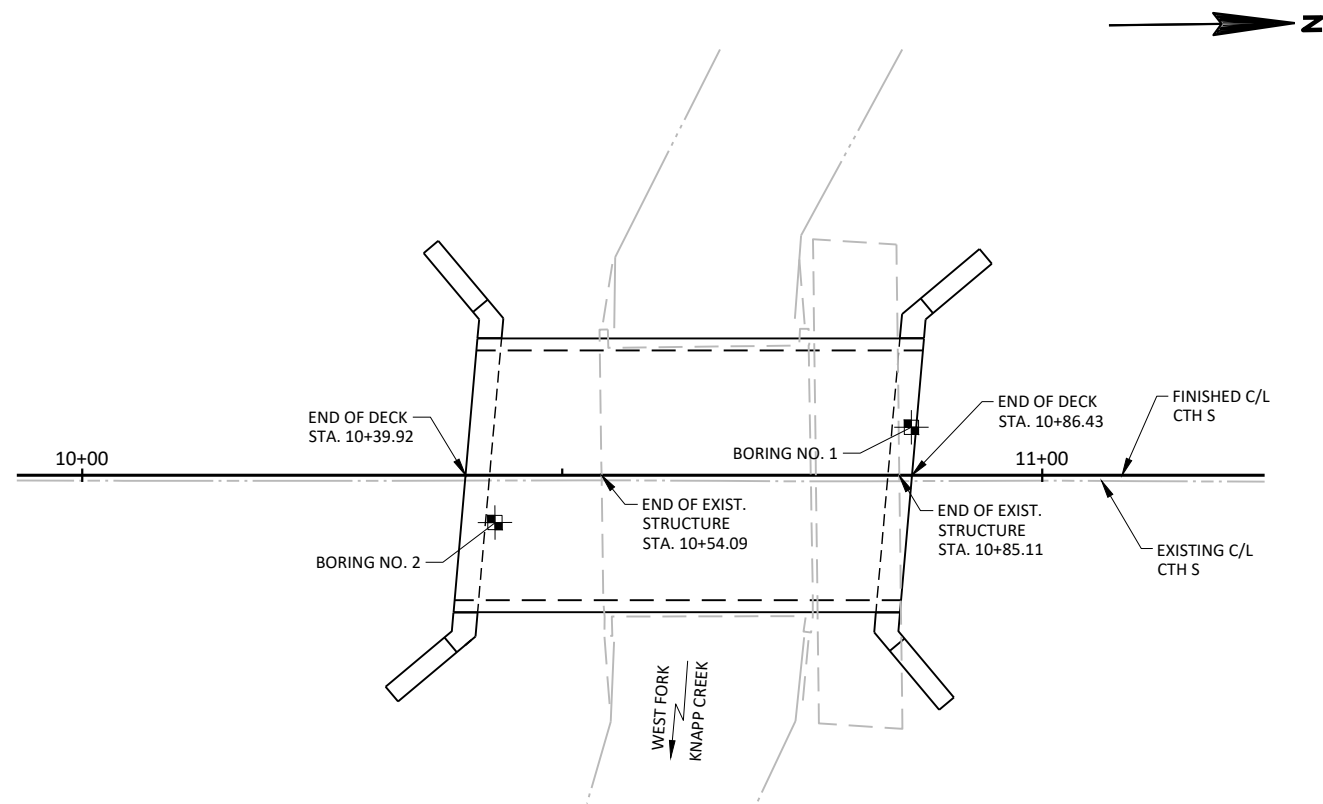 N
END OF DECK
STA. 10+39.92
END OF DECK
STA. 10+86.43
FINISHED C/L
CTH S
BORING NO. 1
10+00
11+00
END OF EXIST.
STRUCTURE
STA. 10+54.09
END OF EXIST.
STRUCTURE
STA. 10+85.11
BORING NO. 2
EXISTING C/L
CTH S
WEST FORK
KNAPP CREEK